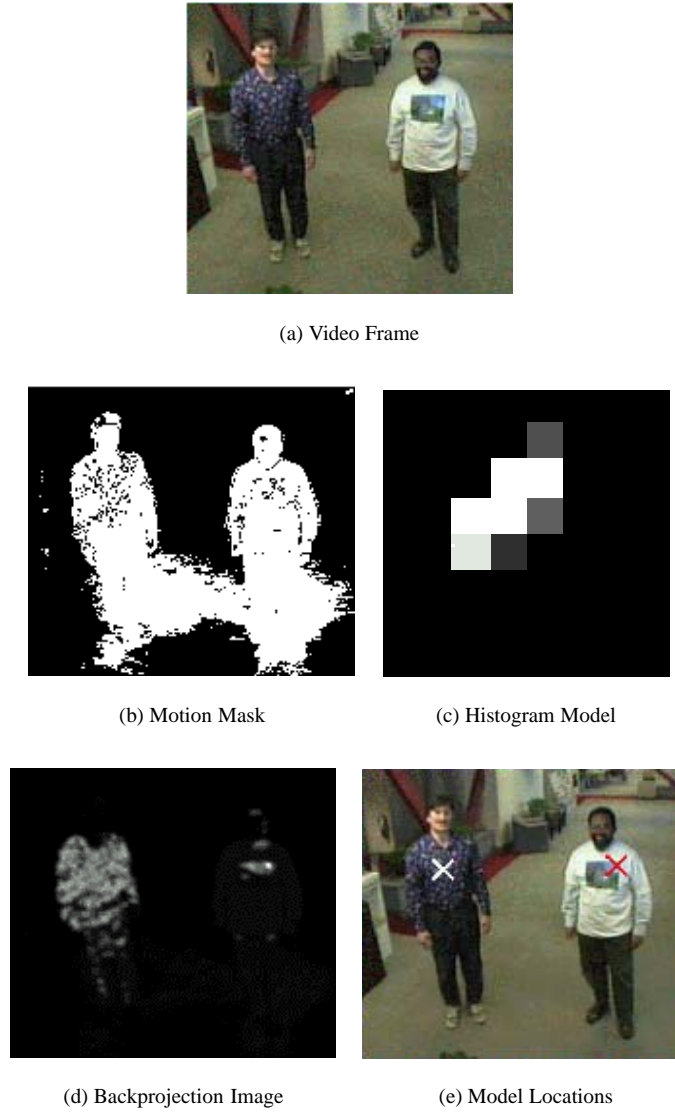 (a) Video Frame
(b) Motion Mask
(c) Histogram Model
(d) Backprojection Image
(e) Model Locations